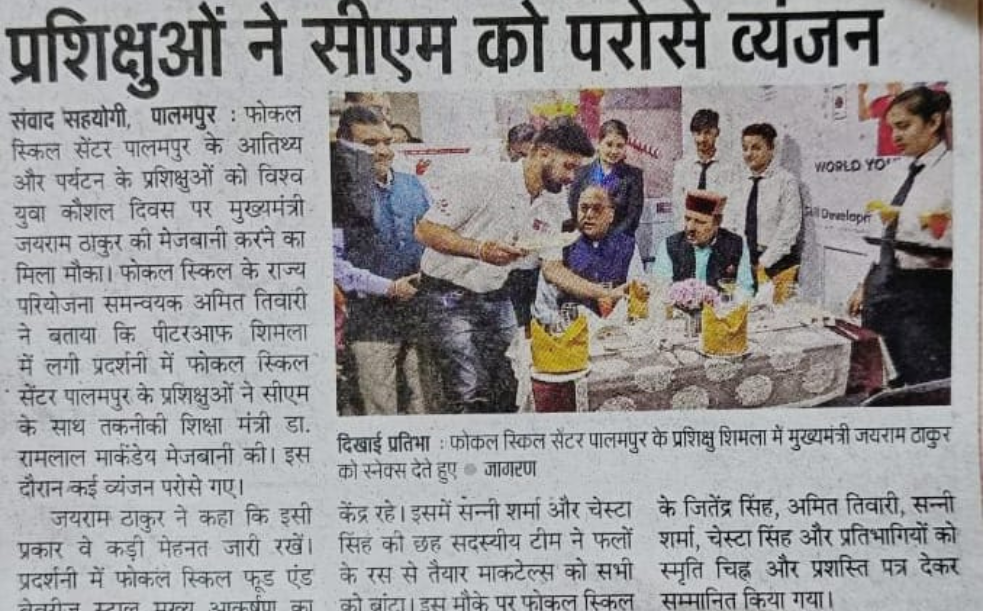 प्रशिक्षुओं ने सीएम को परोसे व्यंजन
संवाद सहयोगी, पालमपुर : फोकल
स्किल सेंटर पालमपुर के आतिथ्य
और पर्यटन के प्रशिक्षुओं को विश्व
युवा कौशल दिवस पर मुख्यमंत्री
जयराम ठाकुर की मेजबानी करने का
मिला मौका। फोकल स्किल के राज्य
परियोजना समन्वयक अमित तिवारी
ने बताया कि पीटरआफ शिमला
में लगी प्रदर्शनी में फोकल स्किल
सेंटर पालमपुर के प्रशिक्षुओं ने सीएम
के साथ तकनीकी शिक्षा मंत्री डा.
रामलाल मार्कंडेय मेजबानी की। इस
दौरान कई व्यंजन परोसे गए।
जयराम ठाकुर ने कहा कि इसी
प्रकार वे कड़ी मेहनत जारी रखें।
प्रदर्शनी में फोकल स्किल फूड एंड
बेवरीज स्टाल मुख्य आकर्षण का
WORLD YO
Skill Developm
दिखाई प्रतिभा : फोकल स्किल सेंटर पालमपुर के प्रशिक्षु शिमला में मुख्यमंत्री जयराम ठाकुर
को स्नेक्स देते हुए ● जागरण
केंद्र रहे। इसमें सन्नी शर्मा और चेस्टा
सिंह की छह सदस्यीय टीम ने फलों
के रस से तैयार माकटेल्स को सभी
को बांटा। इस मौके पर फोकल स्किल
के जितेंद्र सिंह, अमित तिवारी, सन्नी
शर्मा, चेस्टा सिंह और प्रतिभागियों को
स्मृति चिह्न और प्रशस्ति पत्र देकर
सम्मानित किया गया।